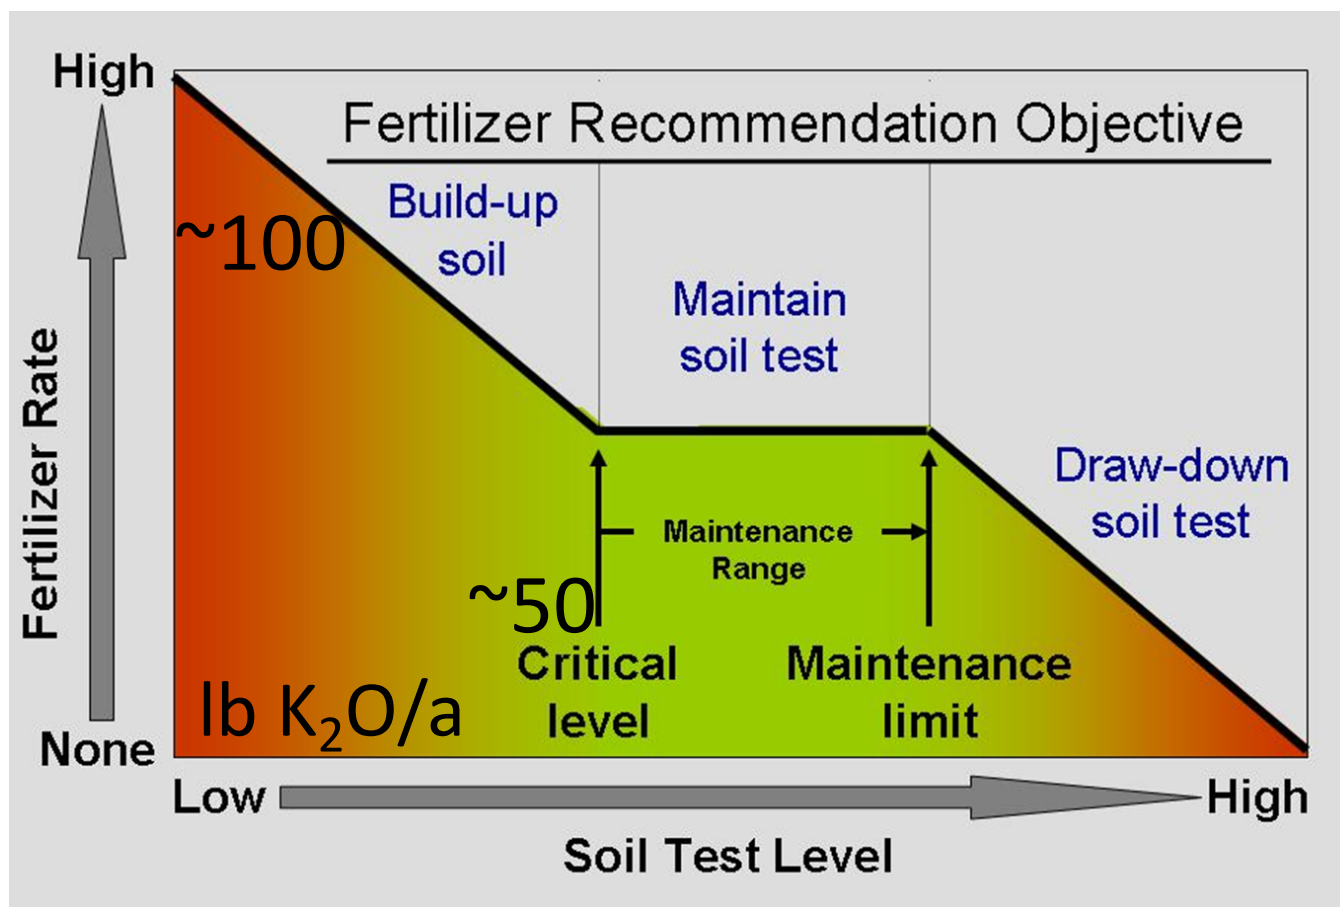 High
Fertilizer Recommendation Objective
Build-up
soil
~100
Maintain
soil test
Fertilizer Rate
Draw-down
soil test
Maintenance
Range
~50
Critical
level
Maintenance
limit
lb K₂O/a
None
Low
High
Soil Test Level